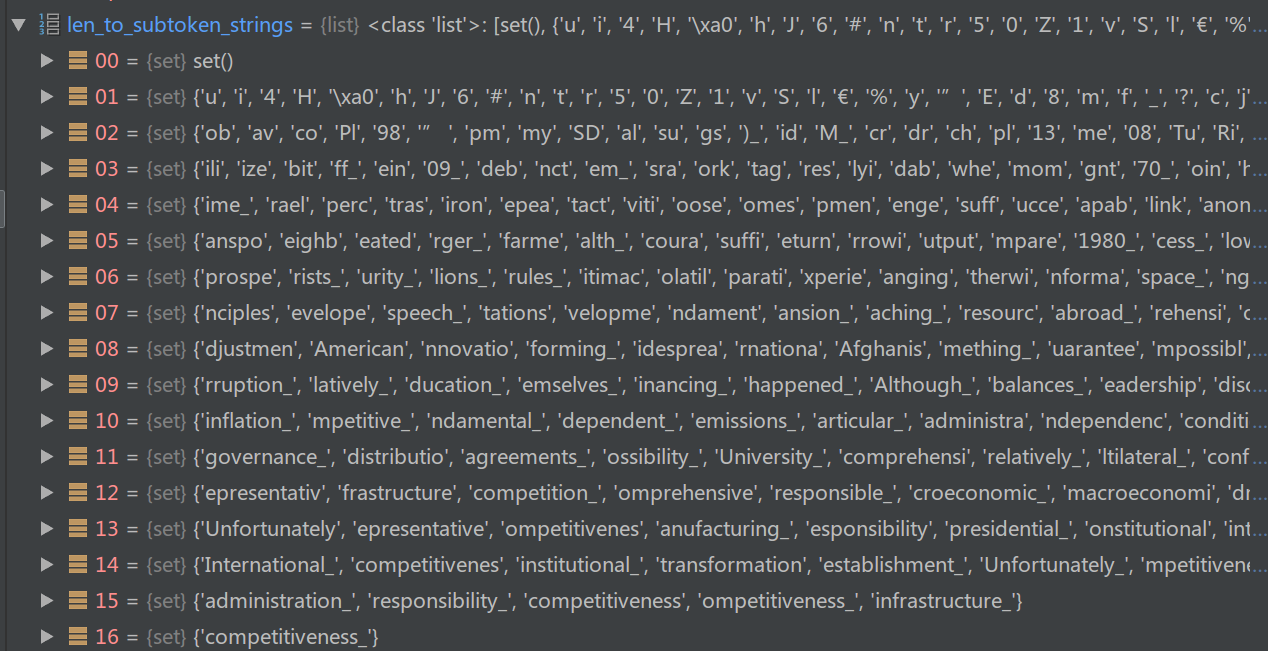 len_to_subtoken_strings = {list} <class 'list'>: [set(), {'u', 'i', '4', 'H', '\xa0', 'h', 'J', '6', '#', 'n', 't', 'r', '5', '0', 'Z', '1', 'v', 'S', 'l', '€', '%'...
00 = {set} set()
01 = {set} {'u', 'i', '4', 'H', '\xa0', 'h', 'J', '6', '#', 'n', 't', 'r', '5', '0', 'Z', '1', 'v', 'S', 'l', '€', '%', 'y', '”', 'E', 'd', '8', 'm', 'f', '_', '?', 'c', 'j'...
02 = {set} {'ob', 'av', 'co', 'Pl', '98', '” ', 'pm', 'my', 'SD', 'al', 'su', 'gs', ')_', 'id', 'M_', 'cr', 'dr', 'ch', 'pl', '13', 'me', '08', 'Tu', 'Ri', ...
03 = {set} {'ili', 'ize', 'bit', 'ff_', 'ein', '09_', 'deb', 'nct', 'em_', 'sra', 'ork', 'tag', 'res', 'lyi', 'dab', 'whe', 'mom', 'gnt', '70_', 'oin', 'h...
04 = {set} {'ime_', 'rael', 'perc', 'tras', 'iron', 'epea', 'tact', 'viti', 'oose', 'omes', 'pmen', 'enge', 'suff', 'ucce', 'apab', 'link', 'anon...
05 = {set} {'anspo', 'eighb', 'eated', 'rger_', 'farme', 'alth_', 'coura', 'suffi', 'eturn', 'rrowi', 'utput', 'mpare', '1980_', 'cess_', 'lov...
06 = {set} {'prospe', 'rists_', 'urity_', 'lions_', 'rules_', 'itimac', 'olatil', 'parati', 'xperie', 'anging', 'therwi', 'nforma', 'space_', 'ng...
07 = {set} {'nciples', 'evelope', 'speech_', 'tations', 'velopme', 'ndament', 'ansion_', 'aching_', 'resourc', 'abroad_', 'rehensi', 'c...
08 = {set} {'djustmen', 'American', 'nnovatio', 'forming_', 'idesprea', 'rnationa', 'Afghanis', 'mething_', 'uarantee', 'mpossibl', ...
09 = {set} {'rruption_', 'latively_', 'ducation_', 'emselves_', 'inancing_', 'happened_', 'Although_', 'balances_', 'eadership', 'disc...
10 = {set} {'inflation_', 'mpetitive_', 'ndamental_', 'dependent_', 'emissions_', 'articular_', 'administra', 'ndependenc', 'conditi...
11 = {set} {'governance_', 'distributio', 'agreements_', 'ossibility_', 'University_', 'comprehensi', 'relatively_', 'ltilateral_', 'conf...
12 = {set} {'epresentativ', 'frastructure', 'competition_', 'omprehensive', 'responsible_', 'croeconomic_', 'macroeconomi', 'dr...
13 = {set} {'Unfortunately', 'epresentative', 'ompetitivenes', 'anufacturing_', 'esponsibility', 'presidential_', 'onstitutional', 'int...
14 = {set} {'International_', 'competitivenes', 'institutional_', 'transformation', 'establishment_', 'Unfortunately_', 'mpetitivene...
15 = {set} {'administration_', 'responsibility_', 'competitiveness', 'ompetitiveness_', 'infrastructure_'}
16 = {set} {'competitiveness_'}